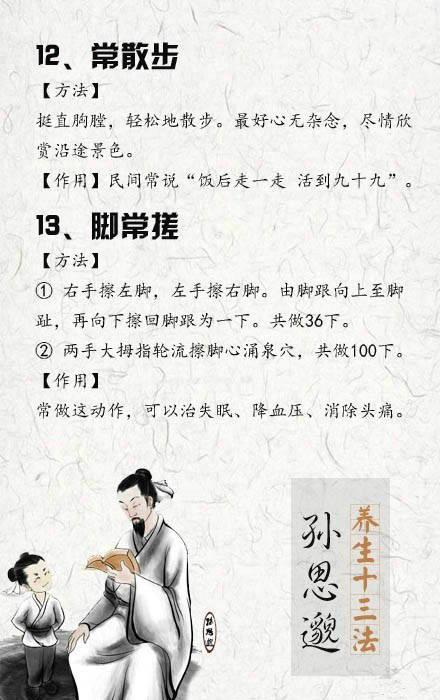 12、常散步
【方法】
挺直胸膛，轻松地散步。最好心无杂念，尽情欣
赏沿途景色。
【作用】民间常说“饭后走一走 活到九十九”。
13、脚常搓
【方法】
① 右手擦左脚，左手擦右脚。由脚跟向上至脚
趾，再向下擦回脚跟为一下。共做36下。
② 两手大拇指轮流擦脚心涌泉穴，共做100下。
【作用】
常做这动作，可以治失眠、降血压、消除头痛。
养生十三法
孙思邈